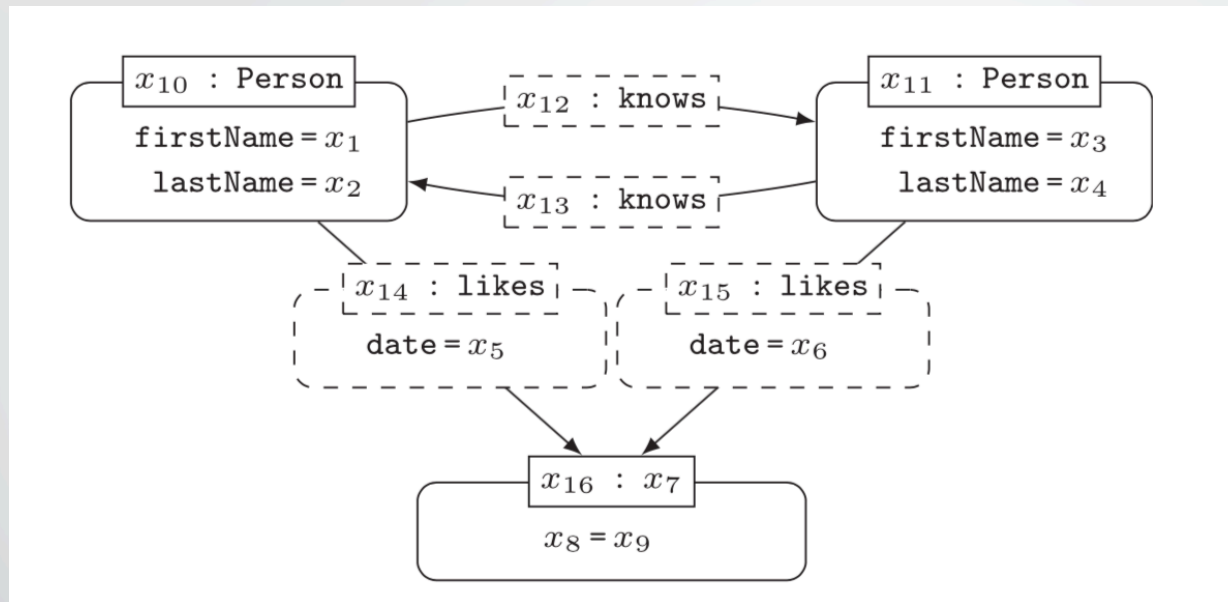 x10 : Person
firstName = x1
lastName = x2
x12 : knows
x13 : knows
x11 : Person
firstName = x3
lastName = x4
x14 : likes
date = x5
x15 : likes
date = x6
x16 : x7
x8 = x9